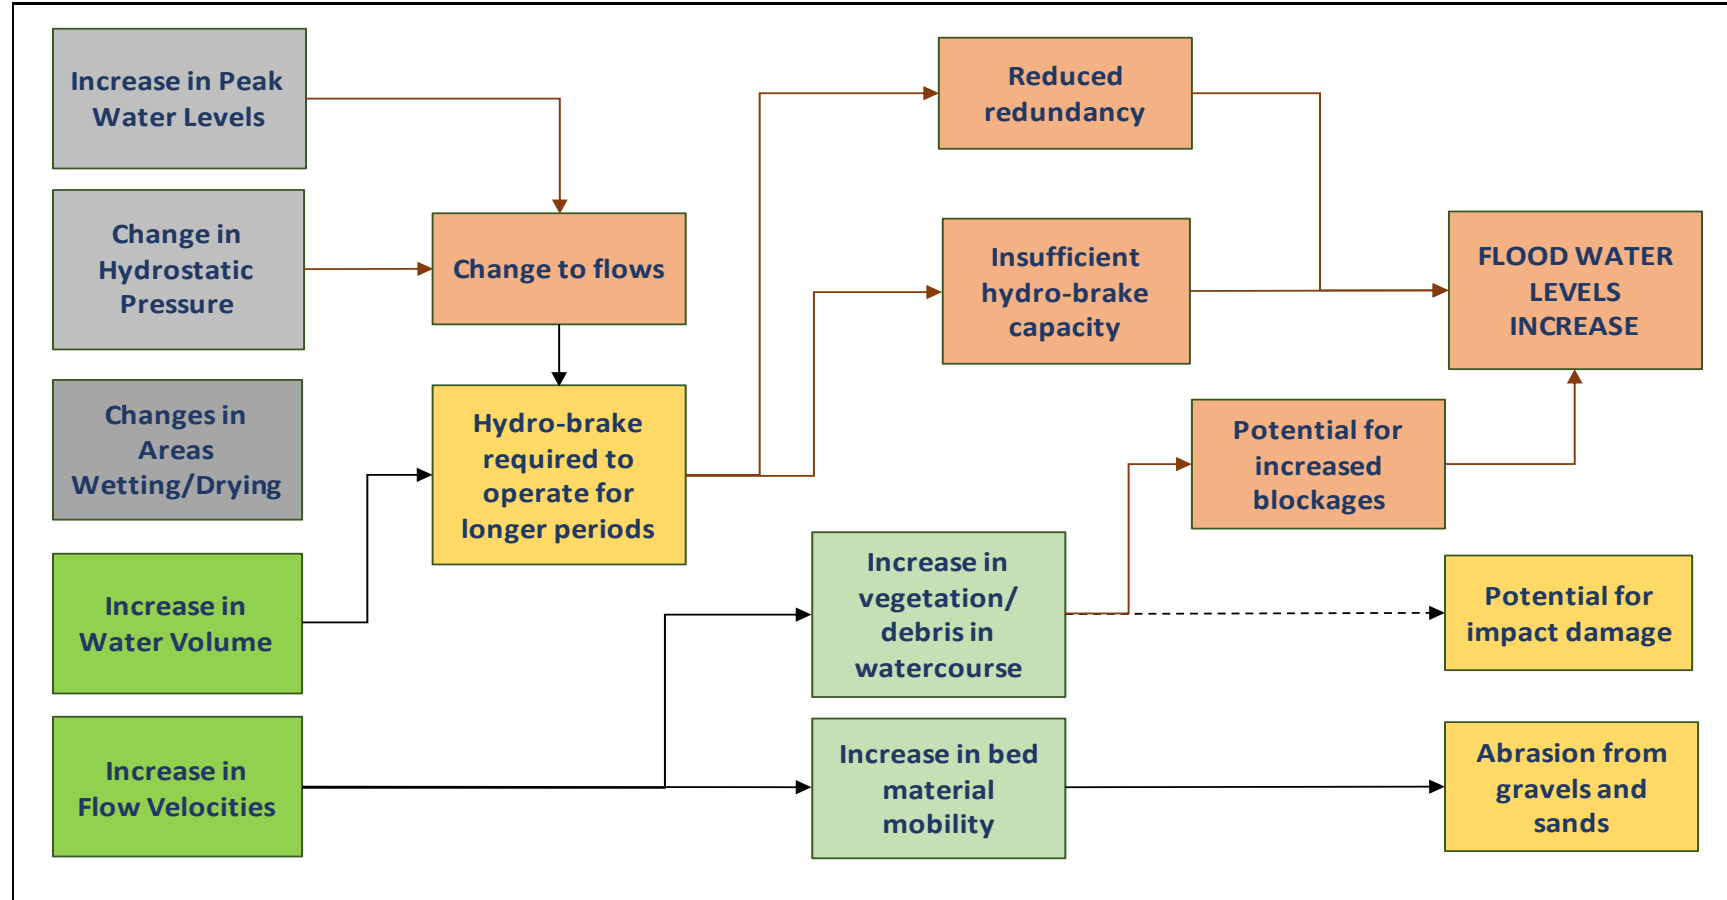 Increase in Peak
Water Levels
Change in
Hydrostatic
Pressure
Changes in
Areas
Wetting/Drying
Increase in
Water Volume
Increase in
Flow Velocities
Change to flows
Hydro-brake
required to
operate for
longer periods
Reduced
redundancy
Insufficient
hydro-brake
capacity
Increase in
vegetation/
debris in
watercourse
Increase in bed
material
mobility
Potential for
increased
blockages
FLOOD WATER
LEVELS
INCREASE
Potential for
impact damage
Abrasion from
gravels and
sands